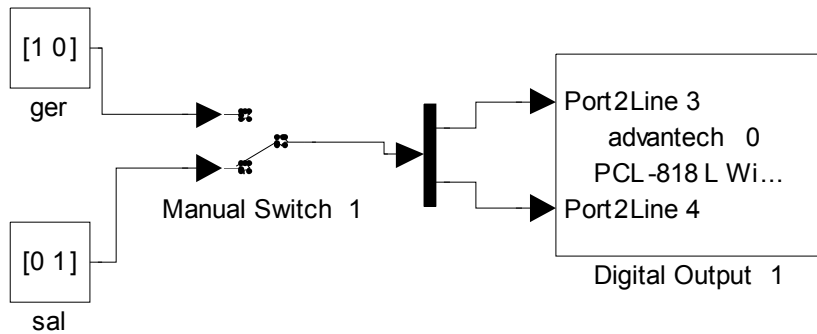 [1 0]
ger
[0 1]
sal
Manual Switch 1
Port2Line 3
advantech 0
PCL-818 L Wi...
Port2Line 4
Digital Output 1